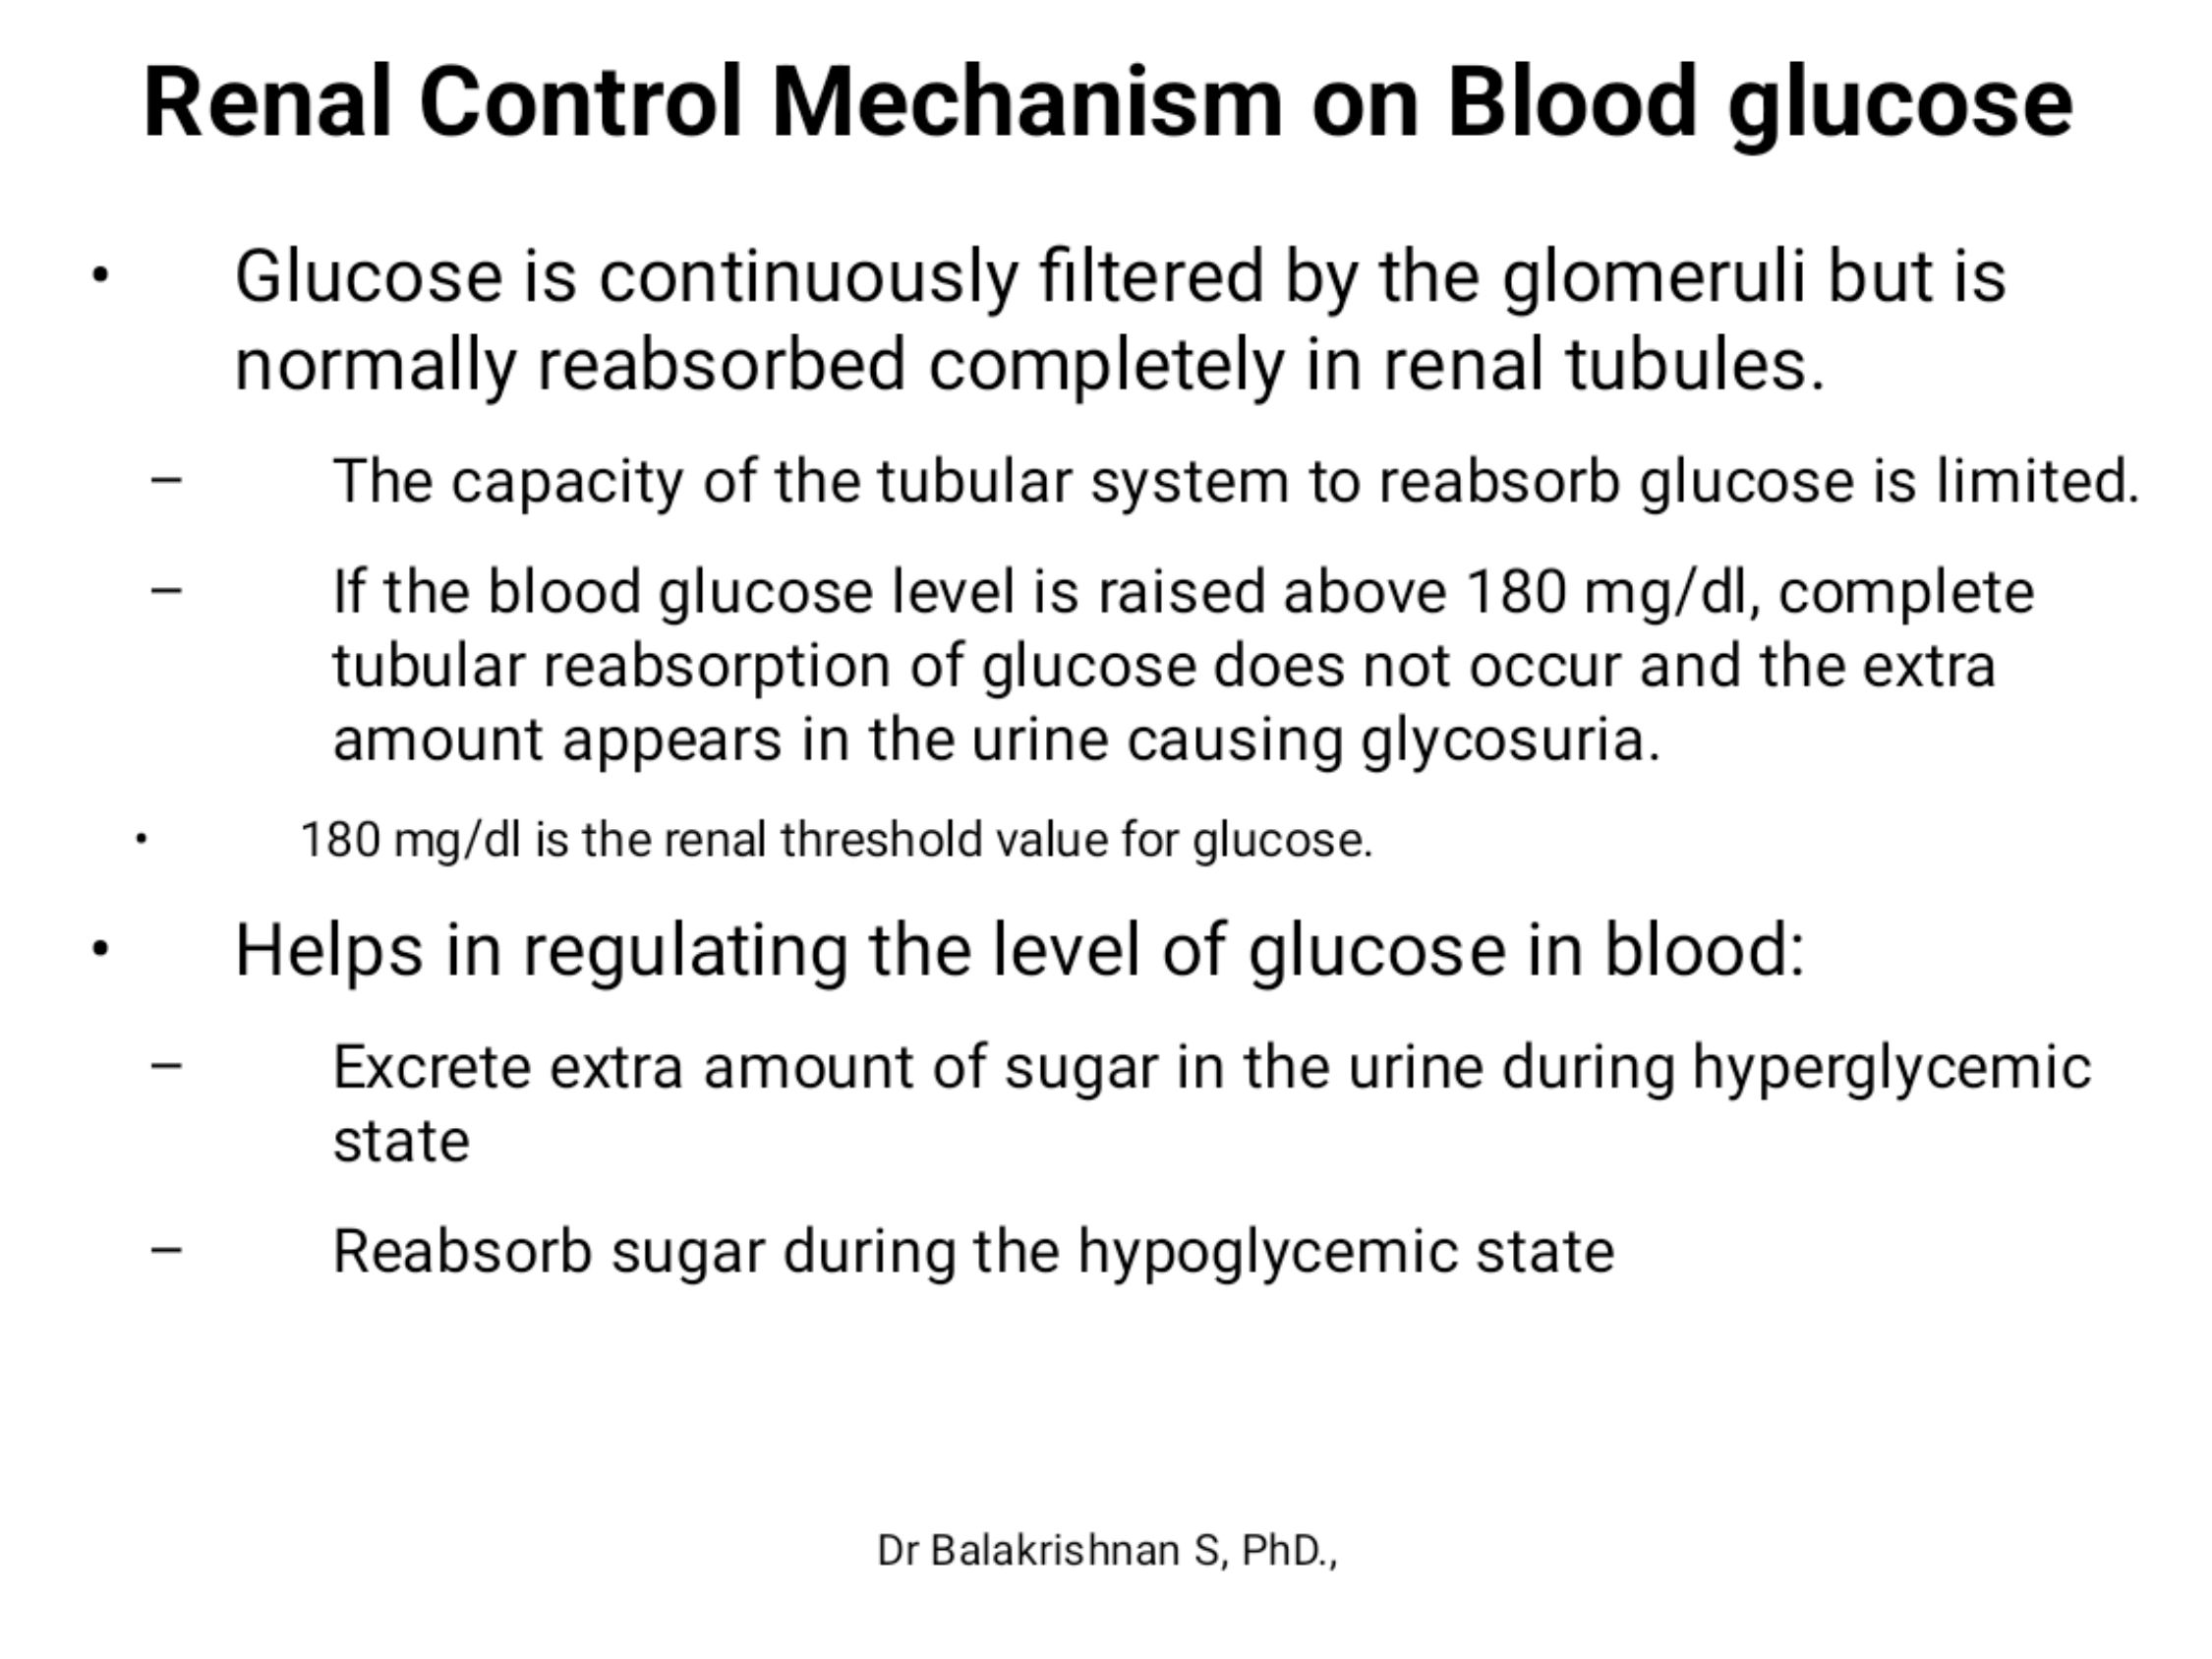 Renal Control Mechanism on Blood glucose
• Glucose is continuously filtered by the glomeruli but is
normally reabsorbed completely in renal tubules.
– The capacity of the tubular system to reabsorb glucose is limited.
– If the blood glucose level is raised above 180 mg/dl, complete
tubular reabsorption of glucose does not occur and the extra
amount appears in the urine causing glycosuria.
• 180 mg/dl is the renal threshold value for glucose.
• Helps in regulating the level of glucose in blood:
– Excrete extra amount of sugar in the urine during hyperglycemic
state
– Reabsorb sugar during the hypoglycemic state
Dr Balakrishnan S, PhD.,